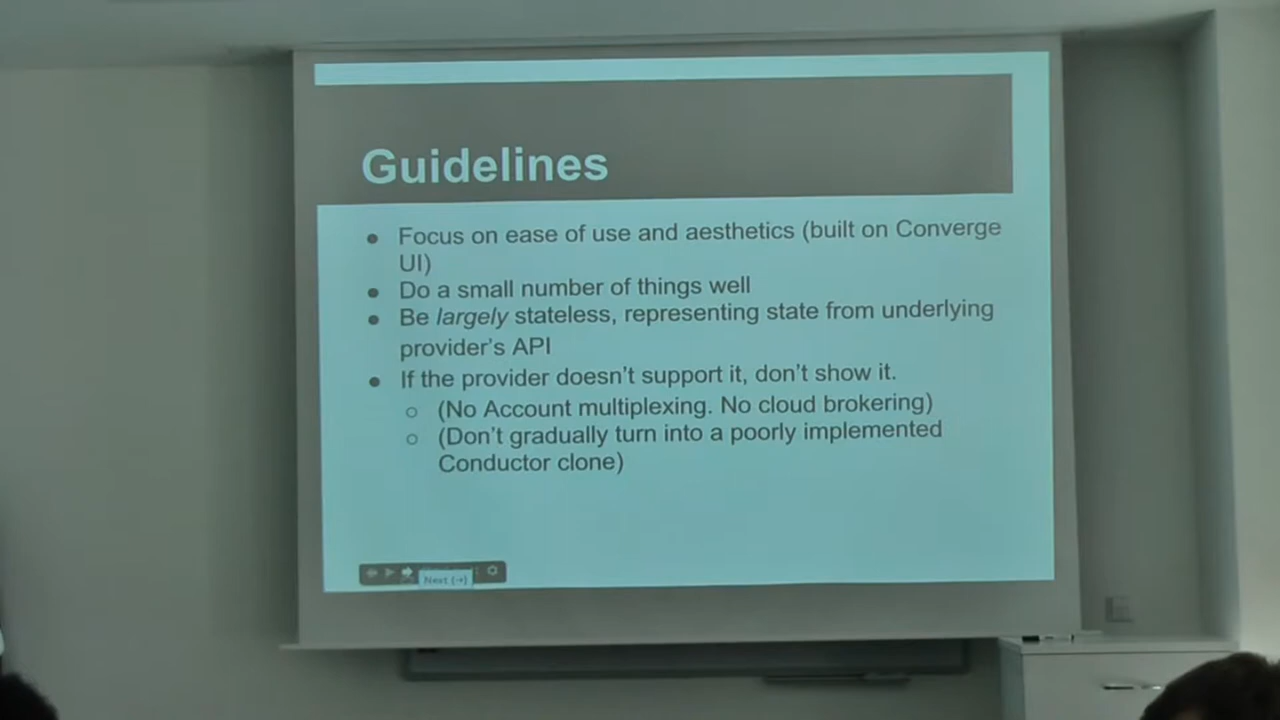 Guidelines
● Focus on ease of use and aesthetics (built on Converge
UI)
● Do a small number of things well
● Be largely stateless, representing state from underlying
provider's API
● If the provider doesn't support it, don't show it.
○ (No Account multiplexing. No cloud brokering)
○ (Don't gradually turn into a poorly implemented
Conductor clone)
Next (→)